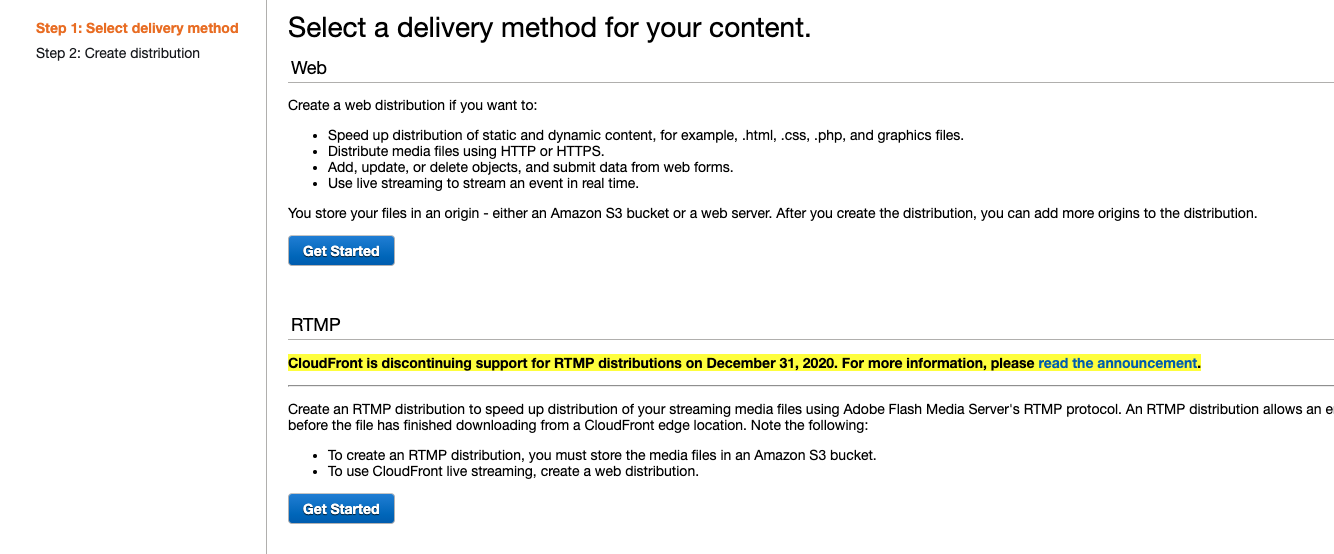 Step 1: Select delivery method
Step 2: Create distribution
Select a delivery method for your content.
Web
Create a web distribution if you want to:
• Speed up distribution of static and dynamic content, for example, .html, .css, .php, and graphics files.
• Distribute media files using HTTP or HTTPS.
• Add, update, or delete objects, and submit data from web forms.
• Use live streaming to stream an event in real time.
You store your files in an origin - either an Amazon S3 bucket or a web server. After you create the distribution, you can add more origins to the distribution.
Get Started
RTMP
CloudFront is discontinuing support for RTMP distributions on December 31, 2020. For more information, please read the announcement.
Create an RTMP distribution to speed up distribution of your streaming media files using Adobe Flash Media Server's RTMP protocol. An RTMP distribution allows an
before the file has finished downloading from a CloudFront edge location. Note the following:
• To create an RTMP distribution, you must store the media files in an Amazon S3 bucket.
• To use CloudFront live streaming, create a web distribution.
Get Started